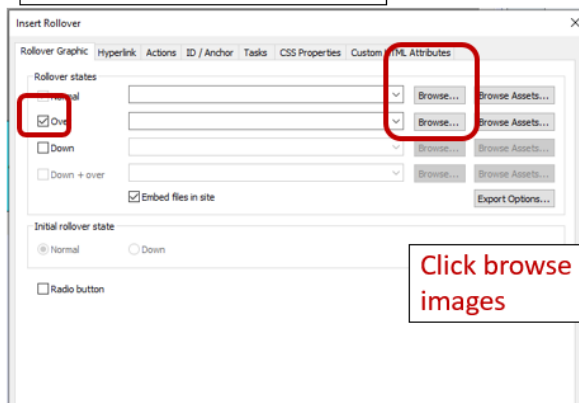 Insert Rollover
Rollover Graphic Hyperlink Actions ID / Anchor Tasks CSS Properties Custom HTML Attributes
Rollover states
Normal Browse... Browse Assets...
Over Browse... Browse Assets...
Down Browse... Browse Assets...
Down + over Browse... Browse Assets...
Embed files in site Export Options...
Initial rollover state
Normal Down
Radio button
Click browse
images